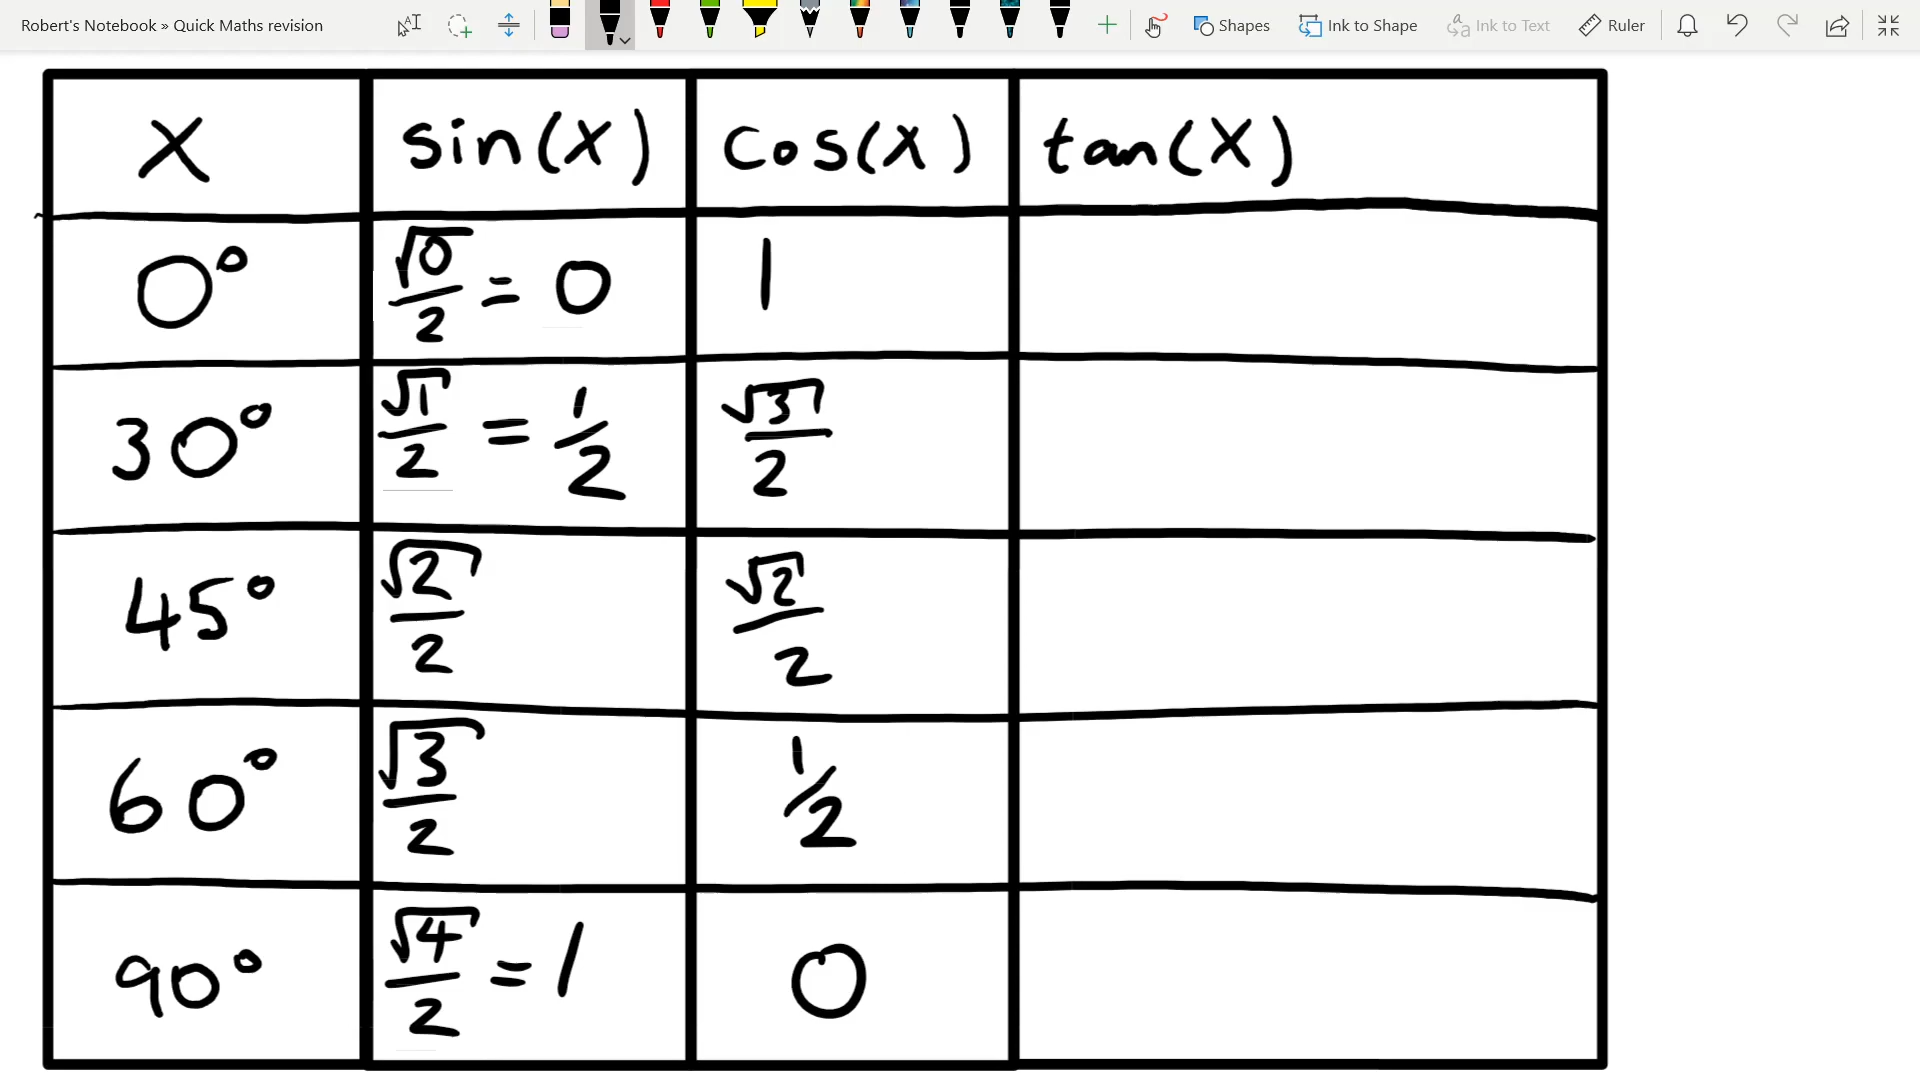 Robert's Notebook » Quick Maths revision Shapes Ink to Shape Ink to Text Ruler
X sin(X) cos(X) tan(X)
0° √0/2 = 0 1
30° √1/2 = 1/2 √3/2
45° √2/2 √2/2
60° √3/2 1/2
90° √4/2 = 1 0